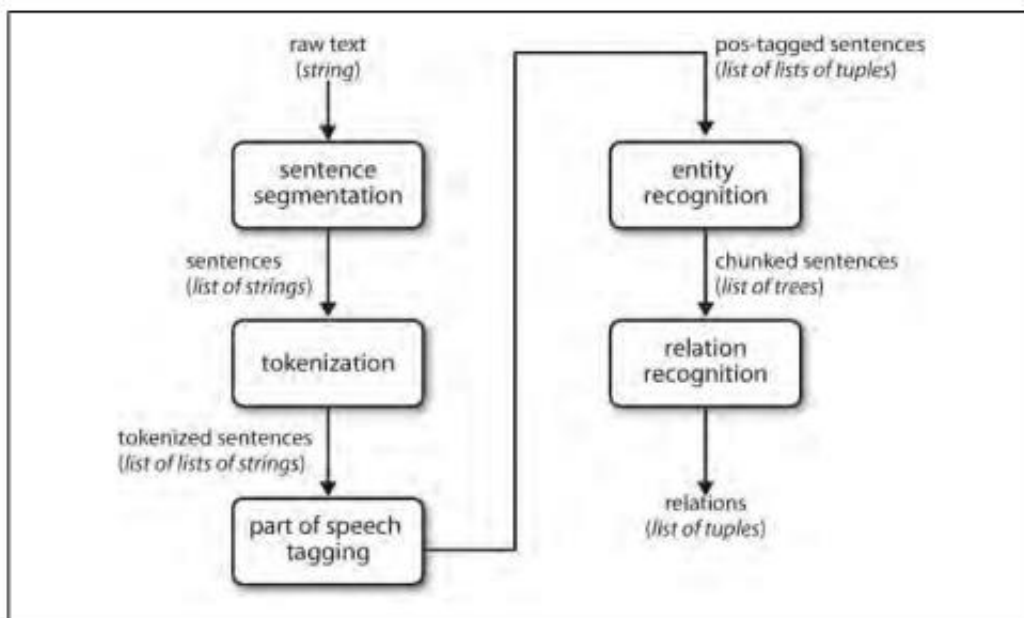 raw text
(string)
sentence
segmentation
sentences
(list of strings)
tokenization
tokenized sentences
(list of lists of strings)
part of speech
tagging
pos-tagged sentences
(list of lists of tuples)
entity
recognition
chunked sentences
(list of trees)
relation
recognition
relations
(list of tuples)